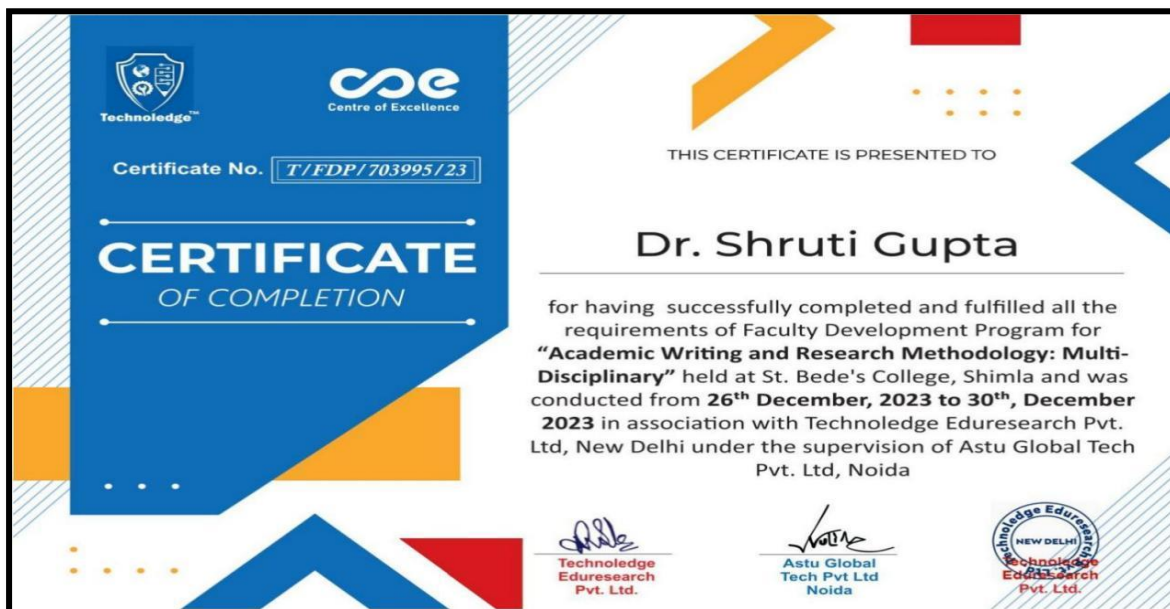 Technoledge™
coe
Centre of Excellence
Certificate No. T/FDP/703995/23
CERTIFICATE
OF COMPLETION
THIS CERTIFICATE IS PRESENTED TO
Dr. Shruti Gupta
for having successfully completed and fulfilled all the
requirements of Faculty Development Program for
“Academic Writing and Research Methodology: Multi-
Disciplinary” held at St. Bede's College, Shimla and was
conducted from 26th December, 2023 to 30th, December
2023 in association with Technoledge Eduresearch Pvt.
Ltd, New Delhi under the supervision of Astu Global Tech
Pvt. Ltd, Noida
Technoledge
Eduresearch
Pvt. Ltd.
Astu Global
Tech Pvt Ltd
Noida
Technoledge Eduresearch
NEW DELHI
Technoledge
Eduresearch
Pvt. Ltd.